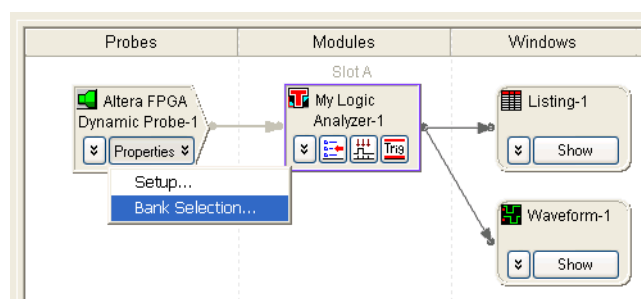 Probes
Modules
Windows
Slot A
Altera FPGA
Dynamic Probe-1
Properties
My Logic
Analyzer-1
Trig
Listing-1
Show
Setup...
Bank Selection...
Waveform-1
Show